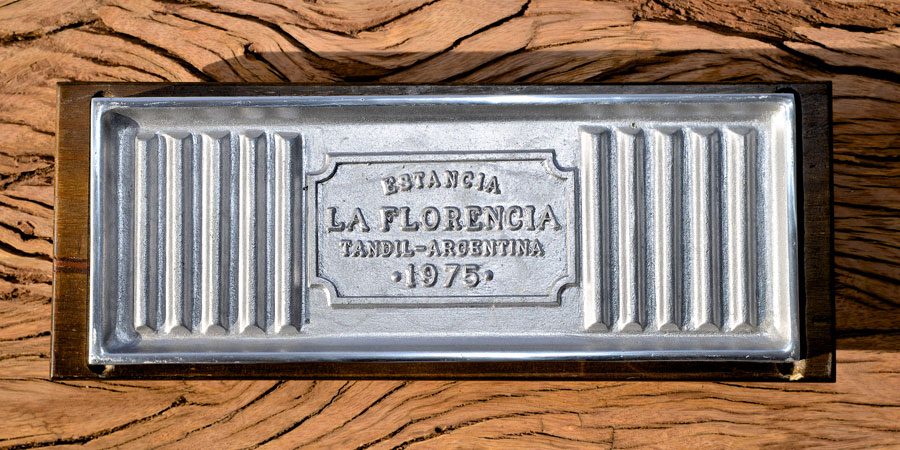 ESTANCIA
LA FLORENCIA
TANDIL-ARGENTINA
·1975·